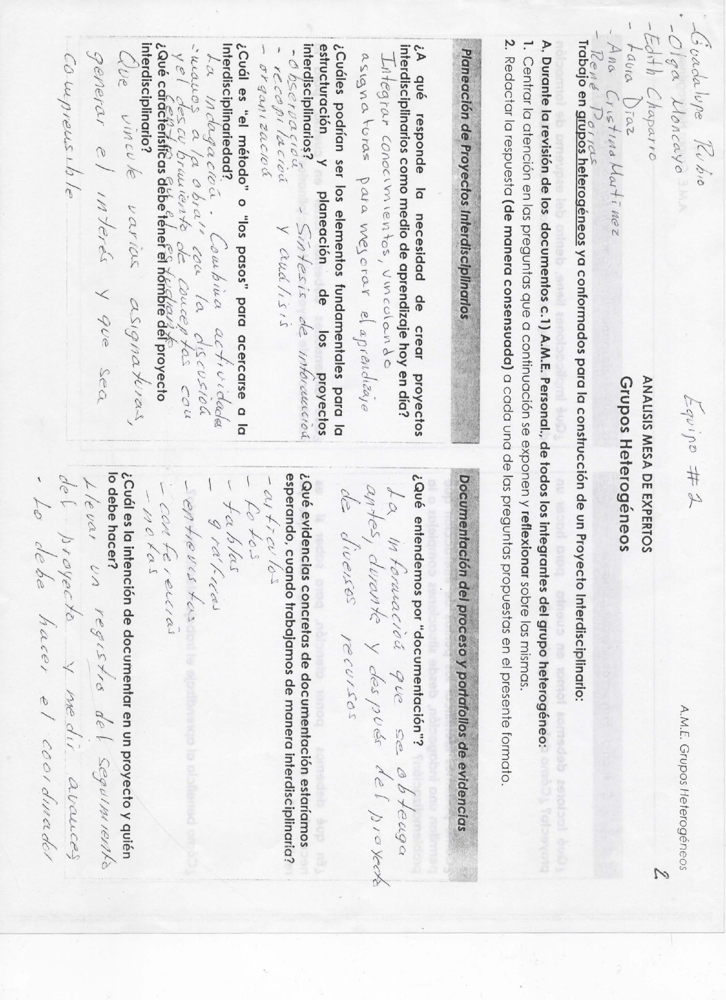 -Guadalupe Rubio
-Olga Moncayo
-Edith Chaparro
- Laura Díaz
- Ana Cristina Martínez
- René Porras
Equipo # 2
A.M.E. Grupos Heterogéneos
2.
ANALISIS MESA DE EXPERTOS
Grupos Heterogéneos
Trabajo en grupos heterogéneos ya conformados para la construcción de un Proyecto Interdisciplinario:
A. Durante la revisión de los documentos c.1) A.M.E. Personal., de todos los integrantes del grupo heterogéneo:
1. Centrar la atención en las preguntas que a continuación se exponen y reflexionar sobre las mismas.
2. Redactar la respuesta (de manera consensuada) a cada una de las preguntas propuestas en el presente formato.
Planeación de Proyectos Interdisciplinarios
¿A qué responde la necesidad de crear proyectos
interdisciplinarios como medio de aprendizaje hoy en día?
Integrar conocimientos, vinculando
asignaturas para mejorar el aprendizaje
¿Cuáles podrían ser los elementos fundamentales para la
estructuración y planeación de los proyectos
interdisciplinarios?
- observación
- Síntesis de información
- recopilación y análisis
- organización
¿Cuál es "el método" o "los pasos" para acercarse a la
Interdisciplinariedad?
La indagación. Combina actividades
"manos a la obra" con la discusión
y el descubrimiento de conceptos con
centro en el estudiante
¿Qué características debe tener el nombre del proyecto
interdisciplinario?
Que vincule varias asignaturas,
generar el interés y que sea
comprensible
Documentación del proceso y portafolios de evidencias
¿Qué entendemos por "documentación"?
La información que se obtenga
antes, durante y después del proyecto
de diversos recursos
¿Qué evidencias concretas de documentación estaríamos
esperando, cuando trabajamos de manera interdisciplinaria?
- artículos
- fotos
- tablas
- gráficas
- entrevistas
- conferencias
- notas
¿Cuál es la intención de documentar en un proyecto y quién
lo debe hacer?
Llevar un registro del seguimiento
del proyecto y medir avances
. Lo debe hacer el coordinador